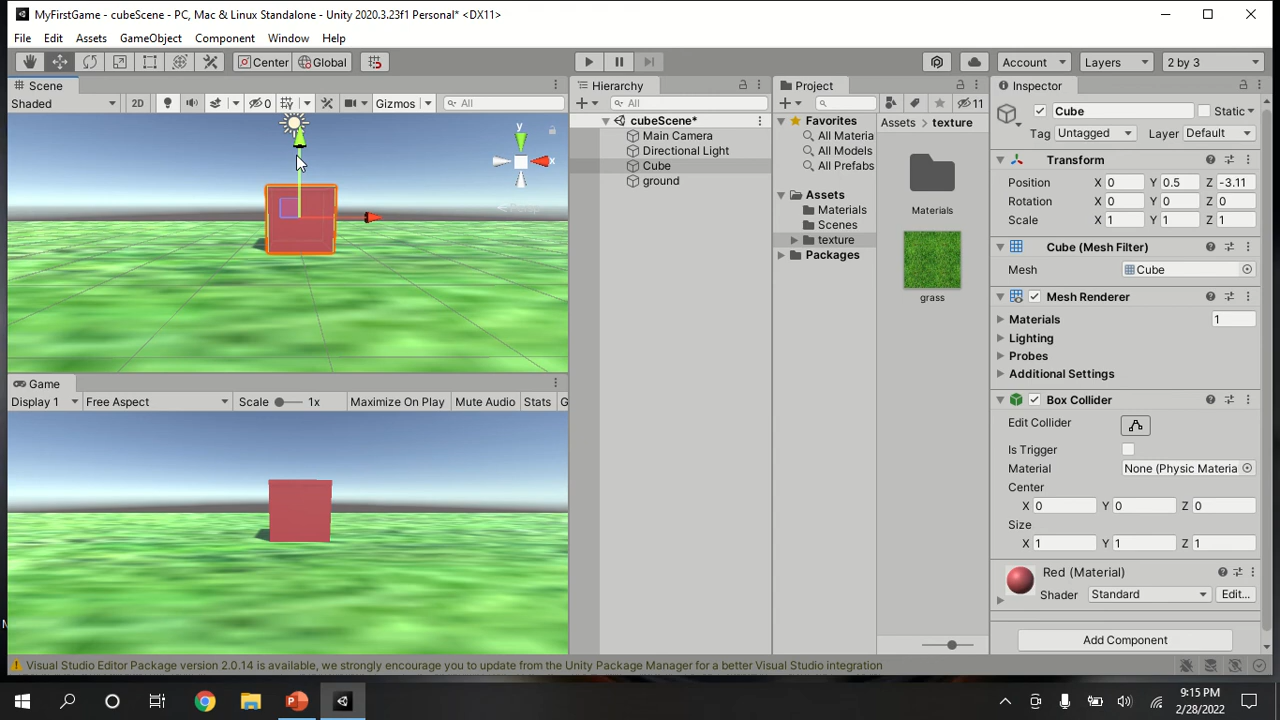 MyFirstGame - cubeScene - PC, Mac & Linux Standalone - Unity 2020.3.23f1 Personal* <DX11>
File Edit Assets GameObject Component Window Help
Center Global Account Layers 2 by 3
Scene
Shaded 2D 0 Gizmos All
y
x
Persp
Game
Display 1 Free Aspect Scale 1x Maximize On Play Mute Audio Stats G
Hierarchy
+ All
cubeScene*
Main Camera
Directional Light
Cube
ground
Project
+ 11
Favorites
All Materia
All Models
All Prefabs
Assets
Materials
Scenes
texture
Packages
Assets texture
Materials
grass
Inspector
Cube Static
Tag Untagged Layer Default
Transform
Position X 0 Y 0.5 Z -3.11
Rotation X 0 Y 0 Z 0
Scale X 1 Y 1 Z 1
Cube (Mesh Filter)
Mesh Cube
Mesh Renderer
Materials 1
Lighting
Probes
Additional Settings
Box Collider
Edit Collider
Is Trigger
Material None (Physic Materia
Center
X 0 Y 0 Z 0
Size
X 1 Y 1 Z 1
Red (Material)
Shader Standard Edit...
Add Component
Visual Studio Editor Package version 2.0.14 is available, we strongly encourage you to update from the Unity Package Manager for a better Visual Studio integration
9:15 PM
2/28/2022